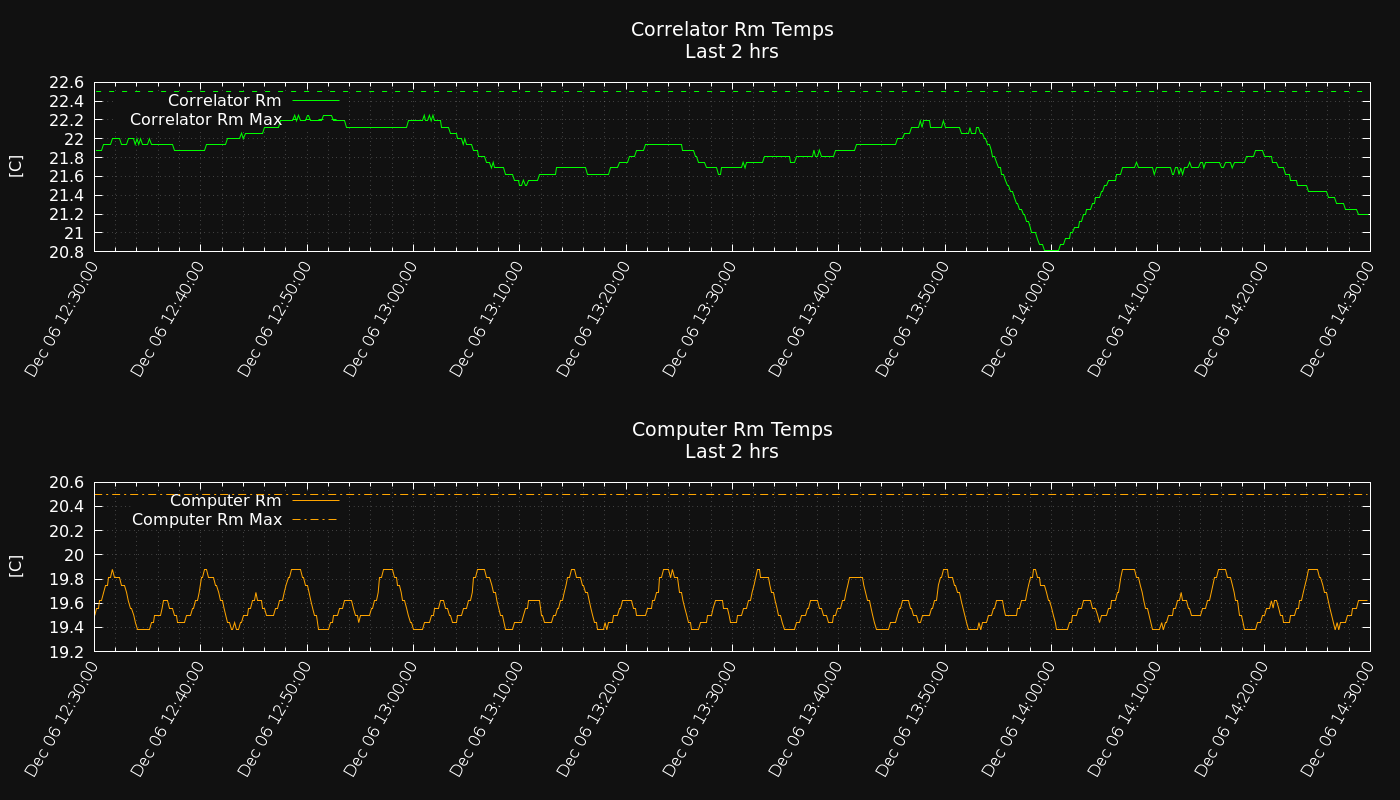 Correlator Rm Temps
Last 2 hrs
[C]
22.6
22.4
22.2
22
21.8
21.6
21.4
21.2
21
20.8
Correlator Rm
Correlator Rm Max
Dec 06 12:30:00
Dec 06 12:40:00
Dec 06 12:50:00
Dec 06 13:00:00
Dec 06 13:10:00
Dec 06 13:20:00
Dec 06 13:30:00
Dec 06 13:40:00
Dec 06 13:50:00
Dec 06 14:00:00
Dec 06 14:10:00
Dec 06 14:20:00
Dec 06 14:30:00
Computer Rm Temps
Last 2 hrs
[C]
20.6
20.4
20.2
20
19.8
19.6
19.4
19.2
Computer Rm
Computer Rm Max
Dec 06 12:30:00
Dec 06 12:40:00
Dec 06 12:50:00
Dec 06 13:00:00
Dec 06 13:10:00
Dec 06 13:20:00
Dec 06 13:30:00
Dec 06 13:40:00
Dec 06 13:50:00
Dec 06 14:00:00
Dec 06 14:10:00
Dec 06 14:20:00
Dec 06 14:30:00